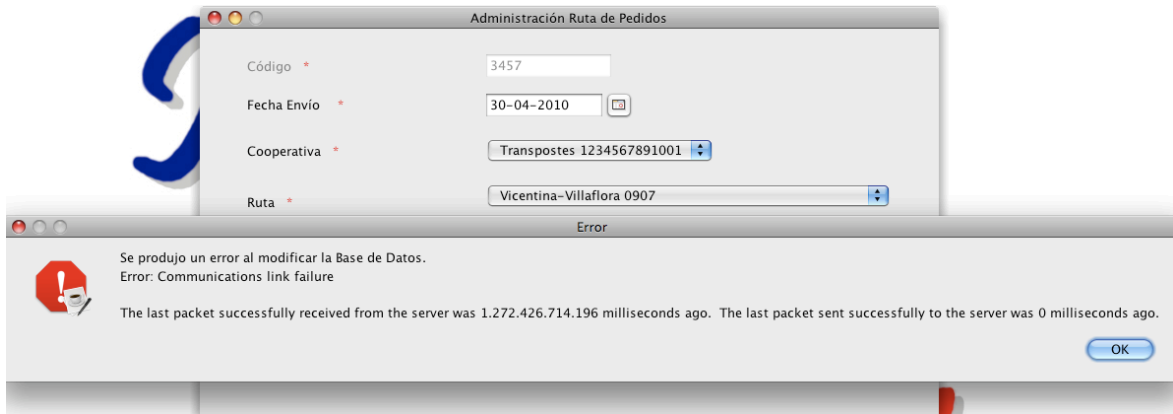 Administración Ruta de Pedidos
Código *
3457
Fecha Envío *
30-04-2010
Cooperativa *
Transpostes 1234567891001
Ruta *
Vicentina-Villaflora 0907
Error
Se produjo un error al modificar la Base de Datos.
Error: Communications link failure
The last packet successfully received from the server was 1.272.426.714.196 milliseconds ago.  The last packet sent successfully to the server was 0 milliseconds ago.
OK